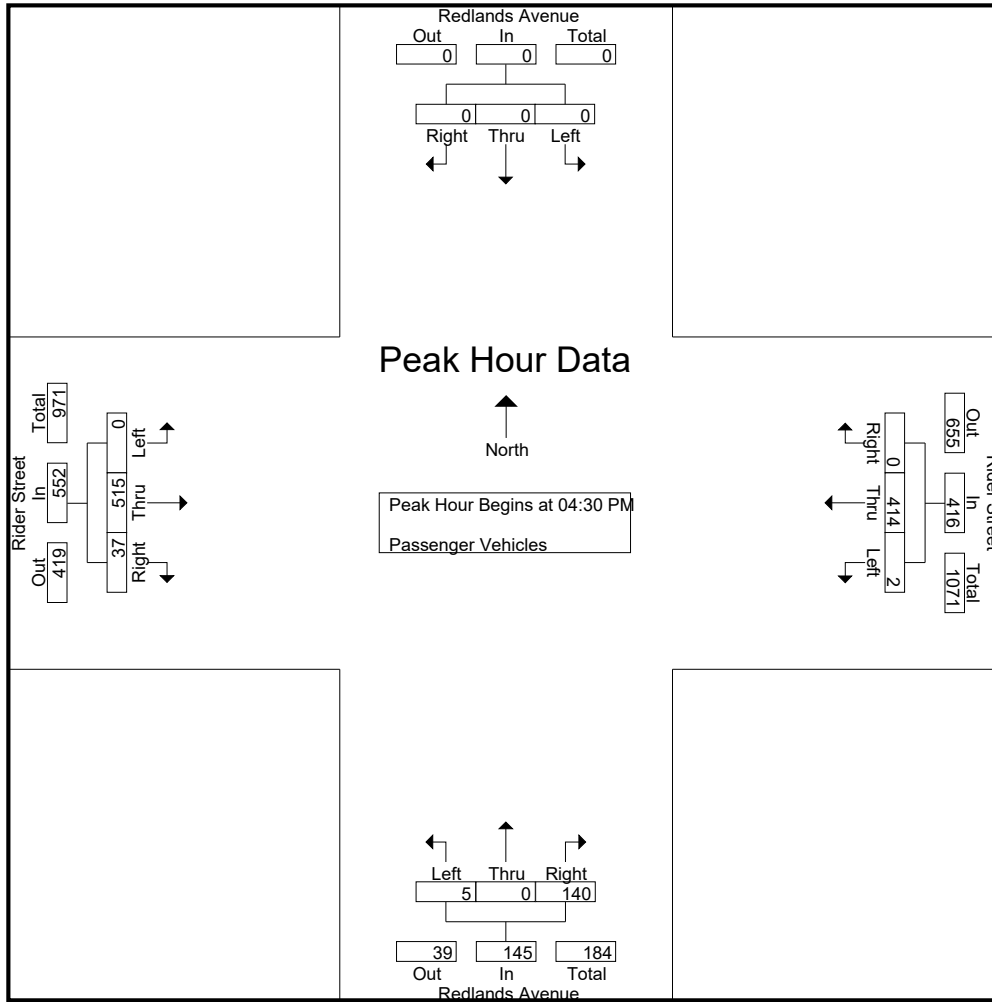 Redlands Avenue
Out In Total
0 0 0
0 0 0
Right Thru Left
Peak Hour Data
North
Peak Hour Begins at 04:30 PM
Passenger Vehicles
Rider Street
Total In Out
971 552 419
0 515 37
Left Thru Right
Rider Street
Out In Total
655 416 1071
0 414 2
Right Thru Left
Left Thru Right
5 0 140
39 145 184
Out In Total
Redlands Avenue